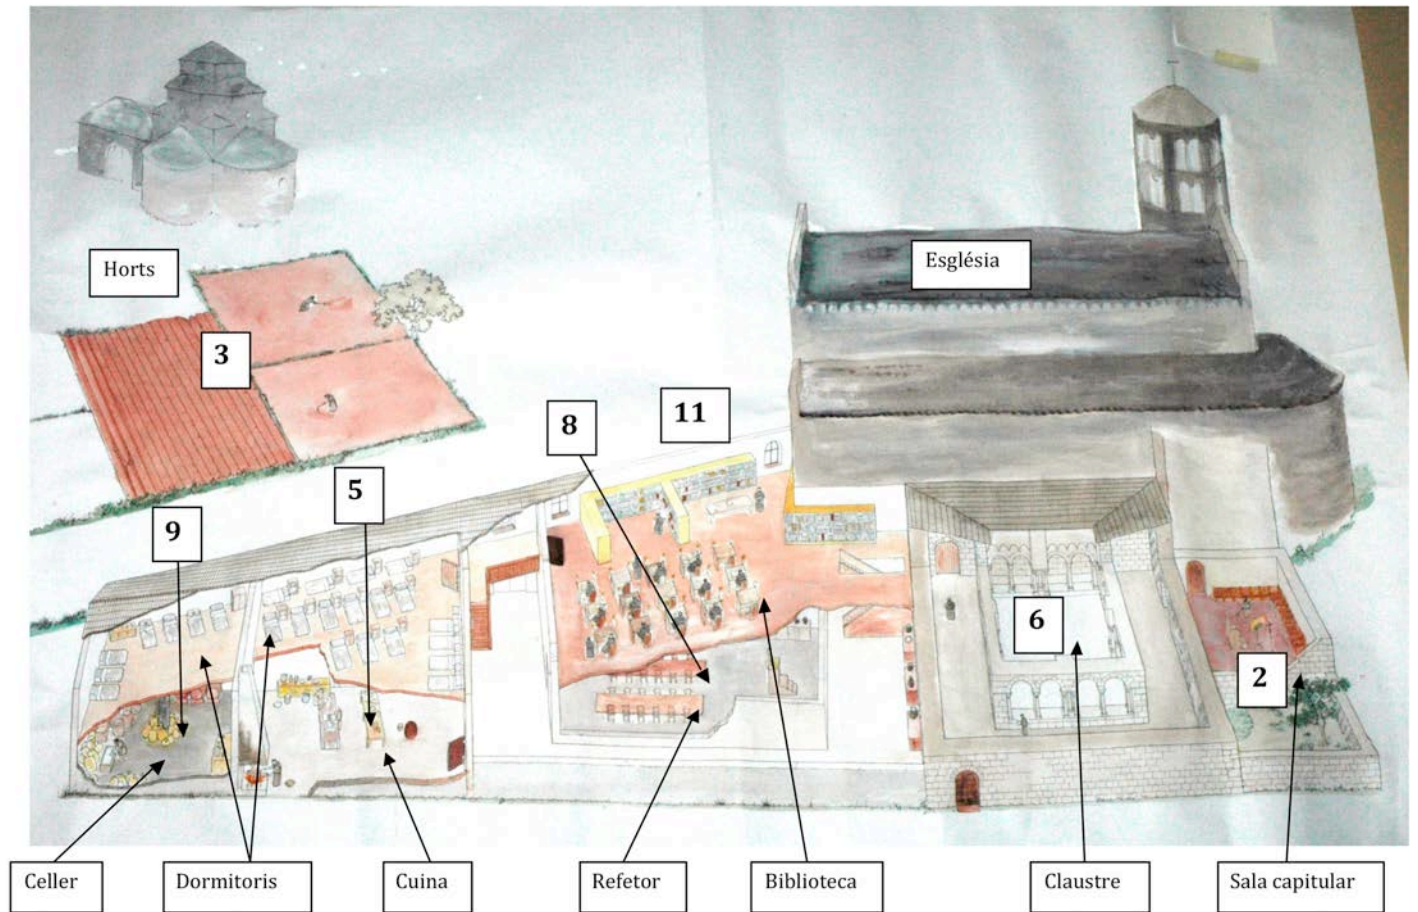 Horts
Església
3
8
11
5
9
6
2
Celler
Dormitoris
Cuina
Refetor
Biblioteca
Claustre
Sala capitular